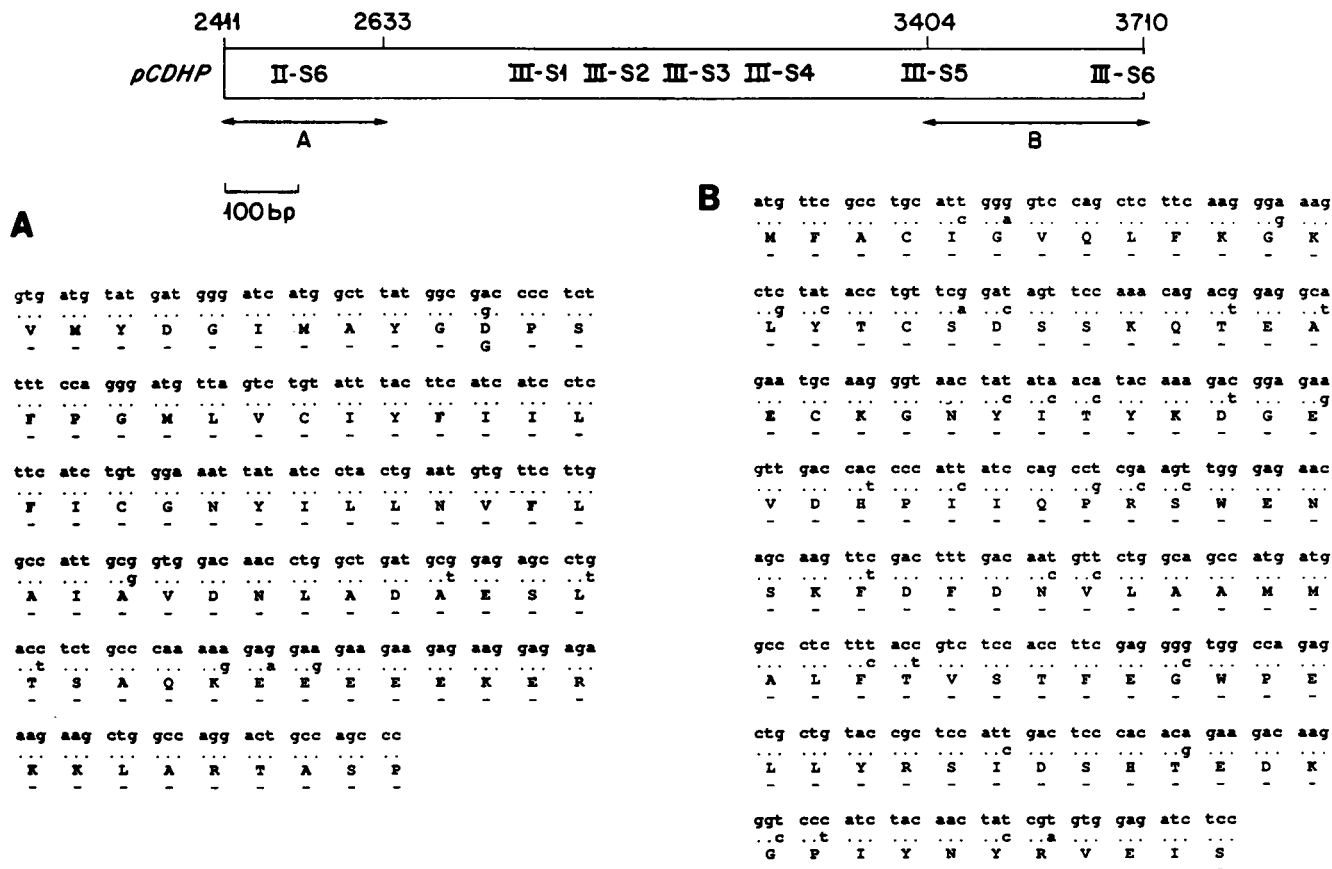 2411 2633 3404 3710
pCDHP II-S6 III-S1 III-S2 III-S3 III-S4 III-S5 III-S6
A B
100 bp
A
gtg atg tat gat ggg atc atg gct tat ggc gac ccc tct
... ... ... ... ... ... ... ... ... ... .g. ... ...
V M Y D G I M A Y G D P S
- - - - - - - - - - G - -
ttt cca ggg atg tta gtc tgt att tac ttc atc atc ctc
... ... ... ... ... ... ... ... ... ... ... ... ...
F P G M L V C I Y F I I L
- - - - - - - - - - - - -
ttc atc tgt gga aat tat atc cta ctg aat gtg ttc ttg
... ... ... ... ... ... ... ... ... ... ... ... ...
F I C G N Y I L L N V F L
- - - - - - - - - - - - -
gcc att gcg gtg gac aac ctg gct gat gcg gag agc ctg
... ... ..g ... ... ... ... ... ... ..t ... ... ..t
A I A V D N L A D A E S L
- - - - - - - - - - - - -
acc tct gcc caa aaa gag gaa gaa gaa gag aag gag aga
..t ... ... ... ..g ..a ..g ... ... ... ... ... ...
T S A Q K E E E E E K E R
- - - - - - - - - - - - -
aag aag ctg gcc agg act gcc agc cc
... ... ... ... ... ... ... ... ..
K K L A R T A S P
- - - - - - - - -
B
atg ttc gcc tgc att ggg gtc cag ctc ttc aag gga aag
... ... ... ... ..c ..a ... ... ... ... ... ..g ...
M F A C I G V Q L F K G K
- - - - - - - - - - - - -
ctc tat acc tgt tcg gat agt tcc aaa cag acg gag gca
..g ..c ... ... ..a ..c ... ... ... ... ..t ... ..t
L Y T C S D S S K Q T E A
- - - - - - - - - - - - -
gaa tgc aag ggt aac tat ata aca tac aaa gac gga gaa
... ... ... ... ... ..c ..c ..c ... ... ..t ... ..g
E C K G N Y I T Y K D G E
- - - - - - - - - - - - -
gtt gac cac ccc att atc cag cct cga agt tgg gag aac
... ... ..t ... ..c ... ... ..g ..c ..c ... ... ...
V D H P I I Q P R S W E N
- - - - - - - - - - - - -
agc aag ttc gac ttt gac aat gtt ctg gca gcc atg atg
... ... ..t ... ... ... ..c ..c ... ... ... ... ...
S K F D F D N V L A A M M
- - - - - - - - - - - - -
gcc ctc ttt acc gtc tcc acc ttc gag ggg tgg cca gag
... ... ..c ..t ... ... ... ... ... ..c ... ... ...
A L F T V S T F E G W P E
- - - - - - - - - - - - -
ctg ctg tac cgc tcc att gac tcc cac aca gaa gac aag
... ... ... ... ... ..c ... ... ... ..g ... ... ...
L L Y R S I D S H T E D K
- - - - - - - - - - - - -
ggt ccc atc tac aac tat cgt gtg gag atc tcc
..c ..t ... ... ... ..c ..a ... ... ... ...
G P I Y N Y R V E I S